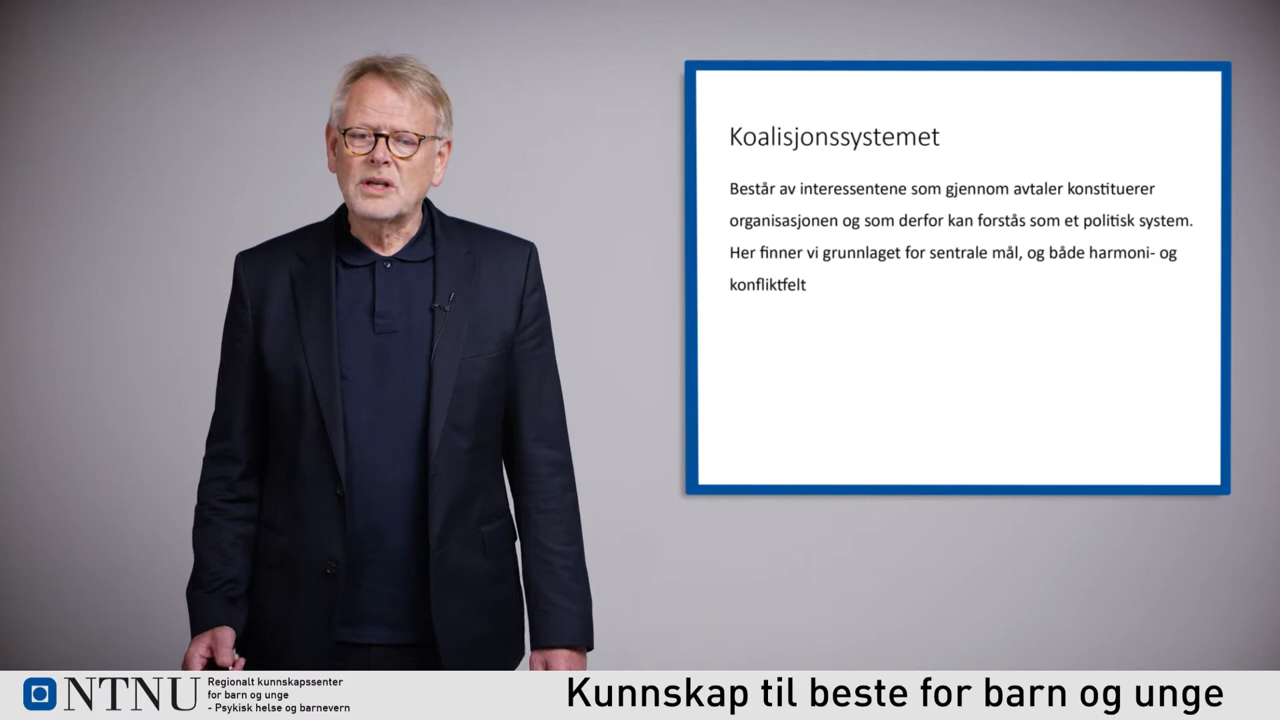 Koalisjonssystemet
Består av interessentene som gjennom avtaler konstituerer
organisasjonen og som derfor kan forstås som et politisk system.
Her finner vi grunnlaget for sentrale mål, og både harmoni- og
konfliktfelt
NTNU
Regionalt kunnskapssenter
for barn og unge
- Psykisk helse og barnevern
Kunnskap til beste for barn og unge